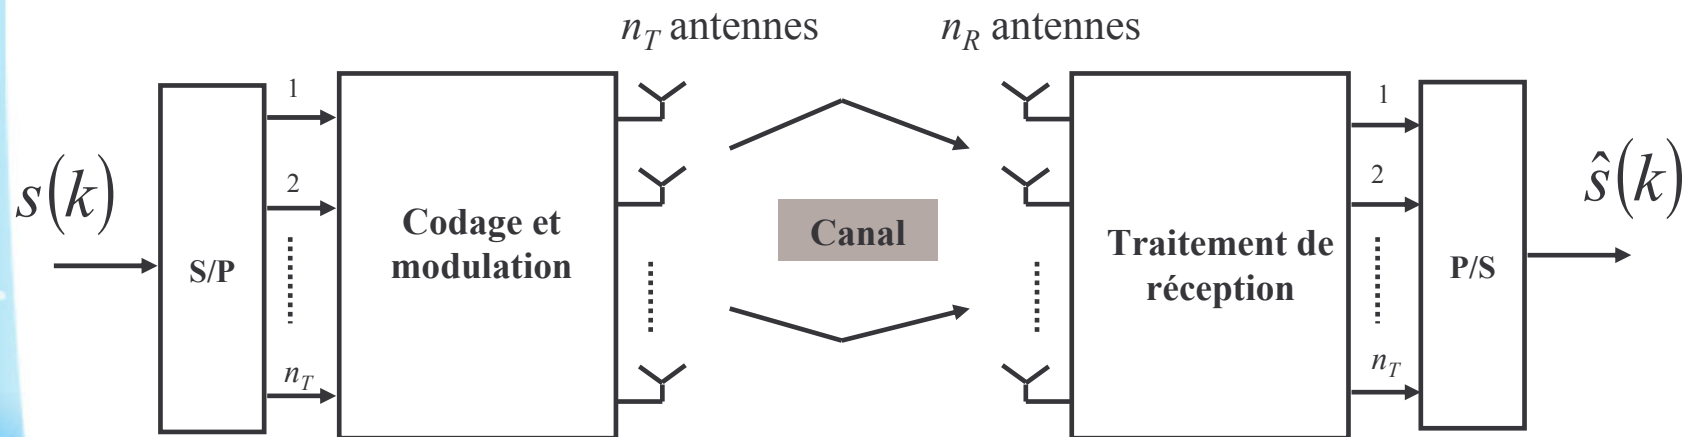 n_T antennes
n_R antennes
s(k)
S/P
1
2
n_T
Codage et
modulation
Canal
Traitement de
réception
1
2
n_T
P/S
ŝ(k)